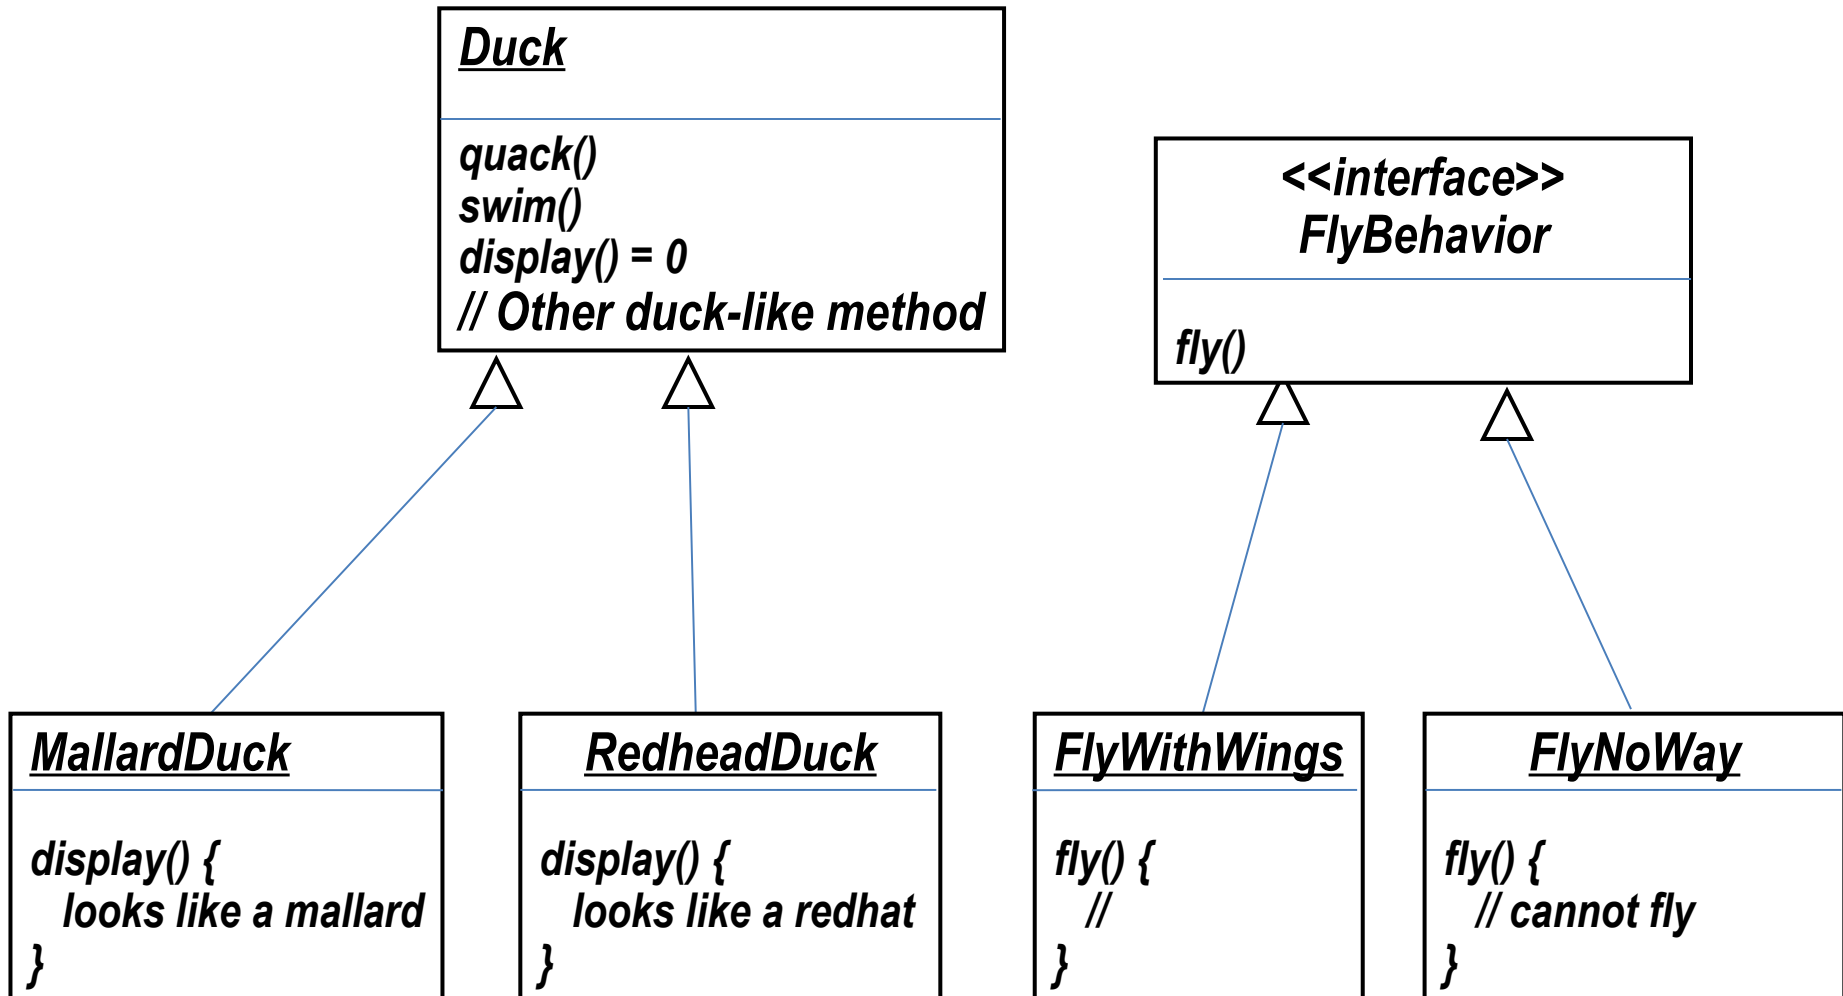 Duck
quack()
swim()
display() = 0
// Other duck-like method
<<interface>>
FlyBehavior
fly()
MallardDuck
display() {
looks like a mallard
}
RedheadDuck
display() {
looks like a redhat
}
FlyWithWings
fly() {
//
}
FlyNoWay
fly() {
// cannot fly
}